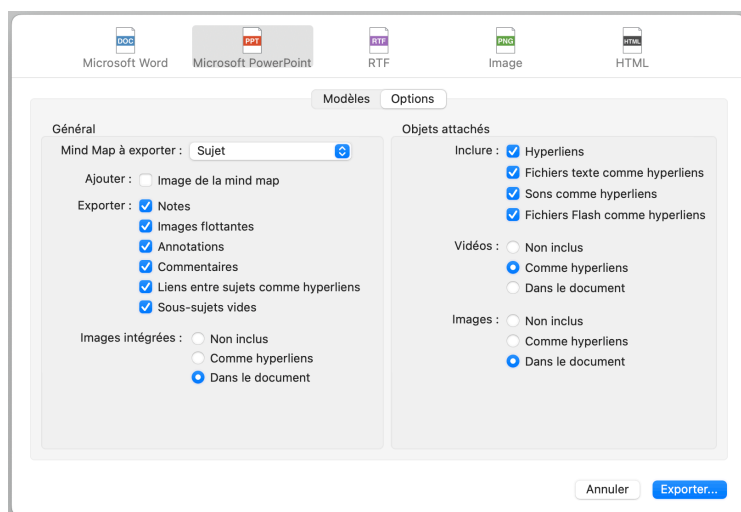 DOC
PPT
RTF
PNG
HTML
Microsoft Word
Microsoft PowerPoint
RTF
Image
HTML
Modèles
Options
Général
Mind Map à exporter : Sujet
Ajouter : Image de la mind map
Exporter : Notes
Images flottantes
Annotations
Commentaires
Liens entre sujets comme hyperliens
Sous-sujets vides
Images intégrées : Non inclus
Comme hyperliens
Dans le document
Objets attachés
Inclure : Hyperliens
Fichiers texte comme hyperliens
Sons comme hyperliens
Fichiers Flash comme hyperliens
Vidéos : Non inclus
Comme hyperliens
Dans le document
Images : Non inclus
Comme hyperliens
Dans le document
Annuler
Exporter...